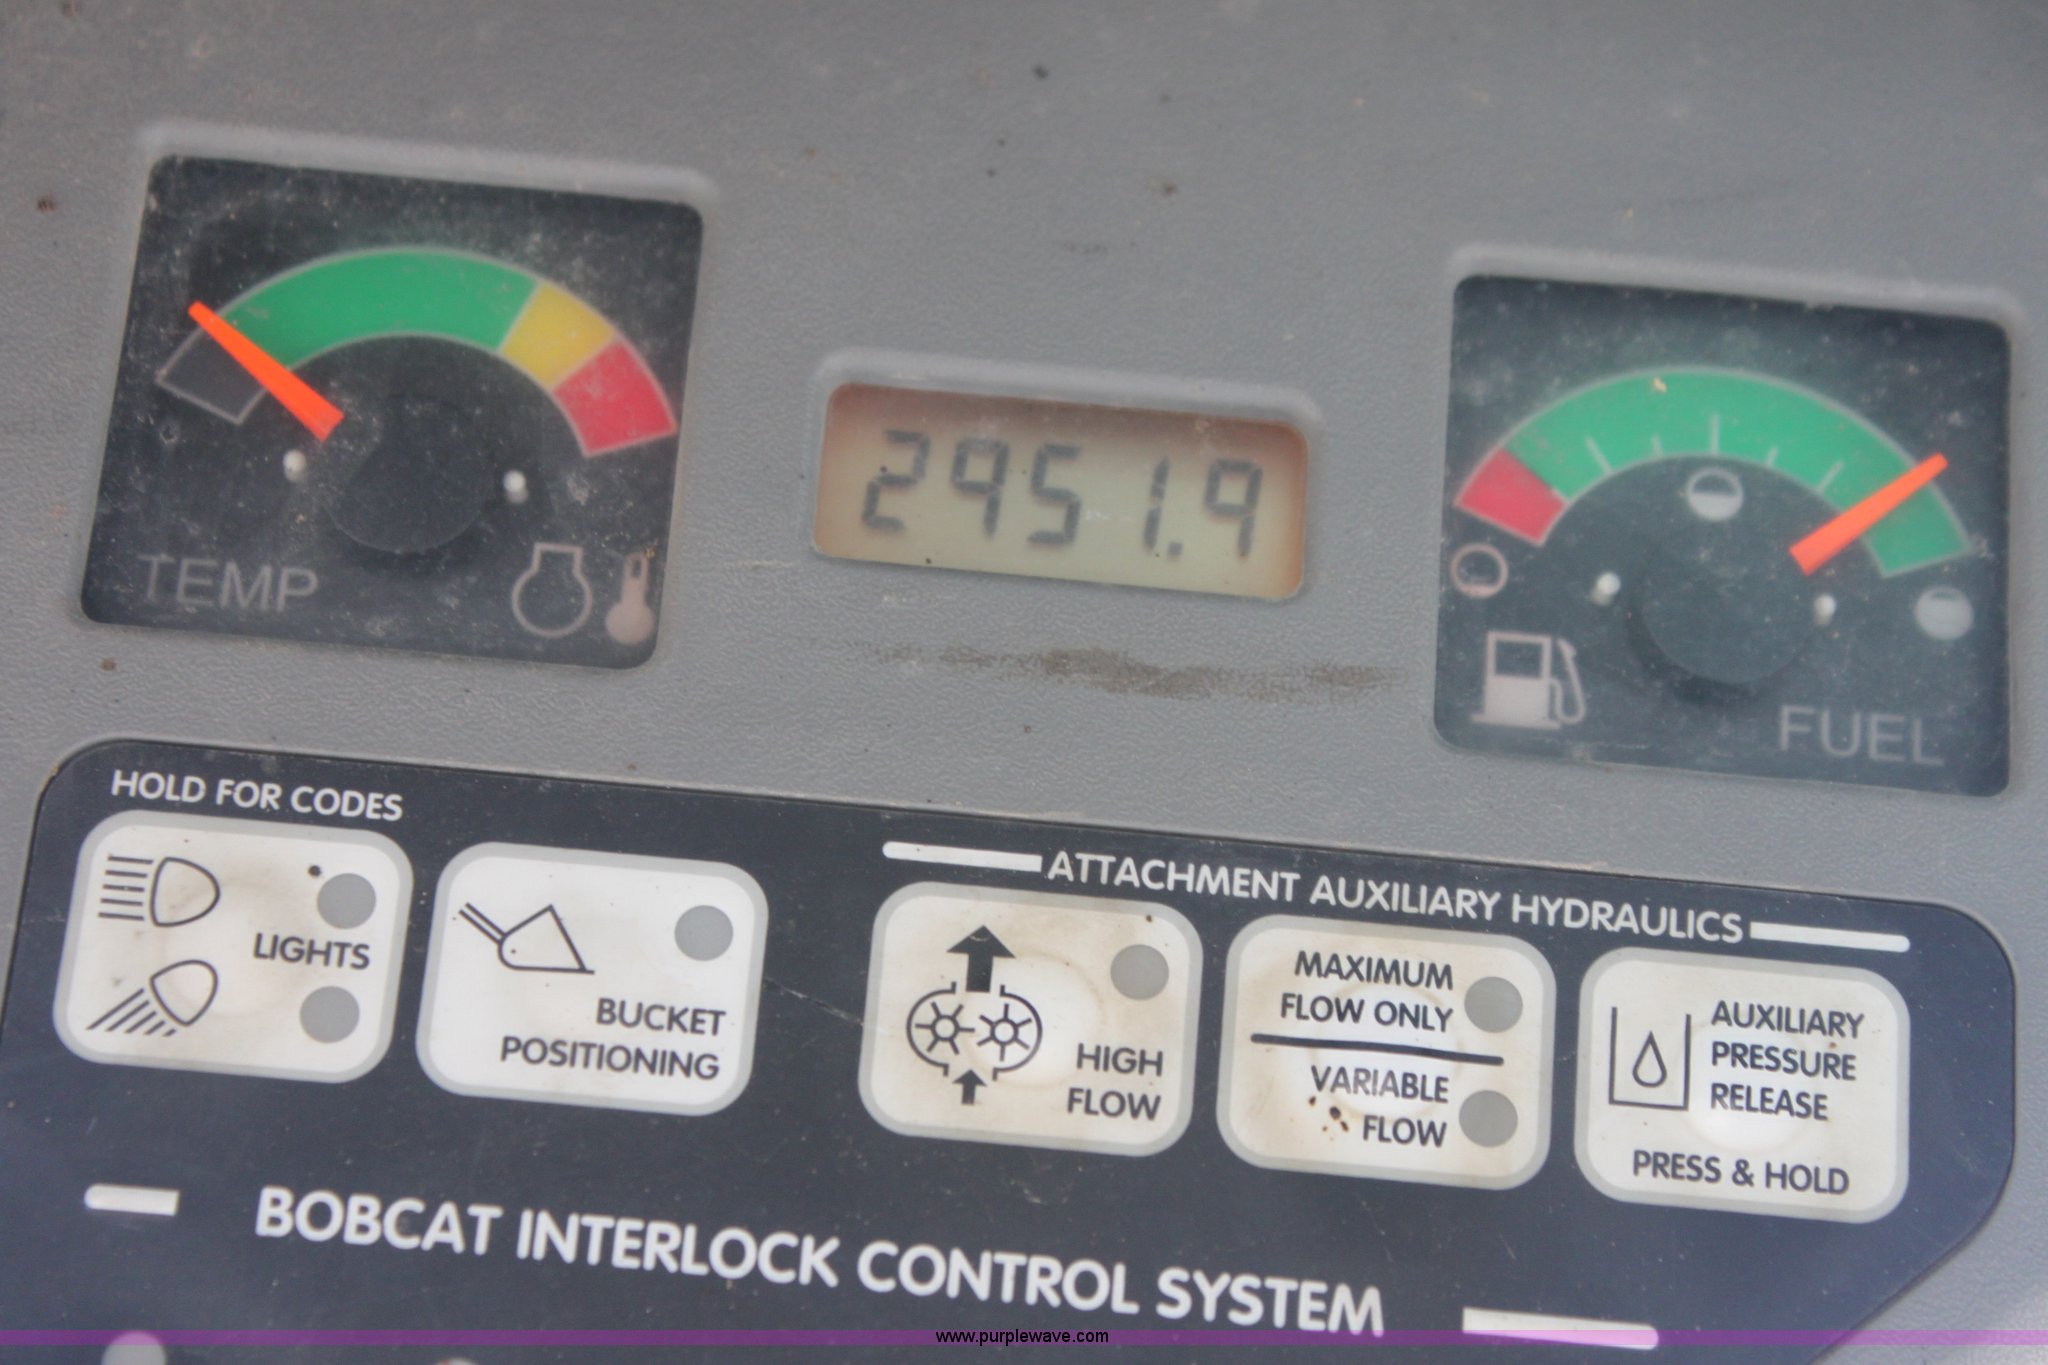 2951.9
TEMP
FUEL
HOLD FOR CODES
LIGHTS
BUCKET
POSITIONING
ATTACHMENT AUXILIARY HYDRAULICS
HIGH
FLOW
MAXIMUM
FLOW ONLY
VARIABLE
FLOW
AUXILIARY
PRESSURE
RELEASE
PRESS & HOLD
BOBCAT INTERLOCK CONTROL SYSTEM
www.purplewave.com